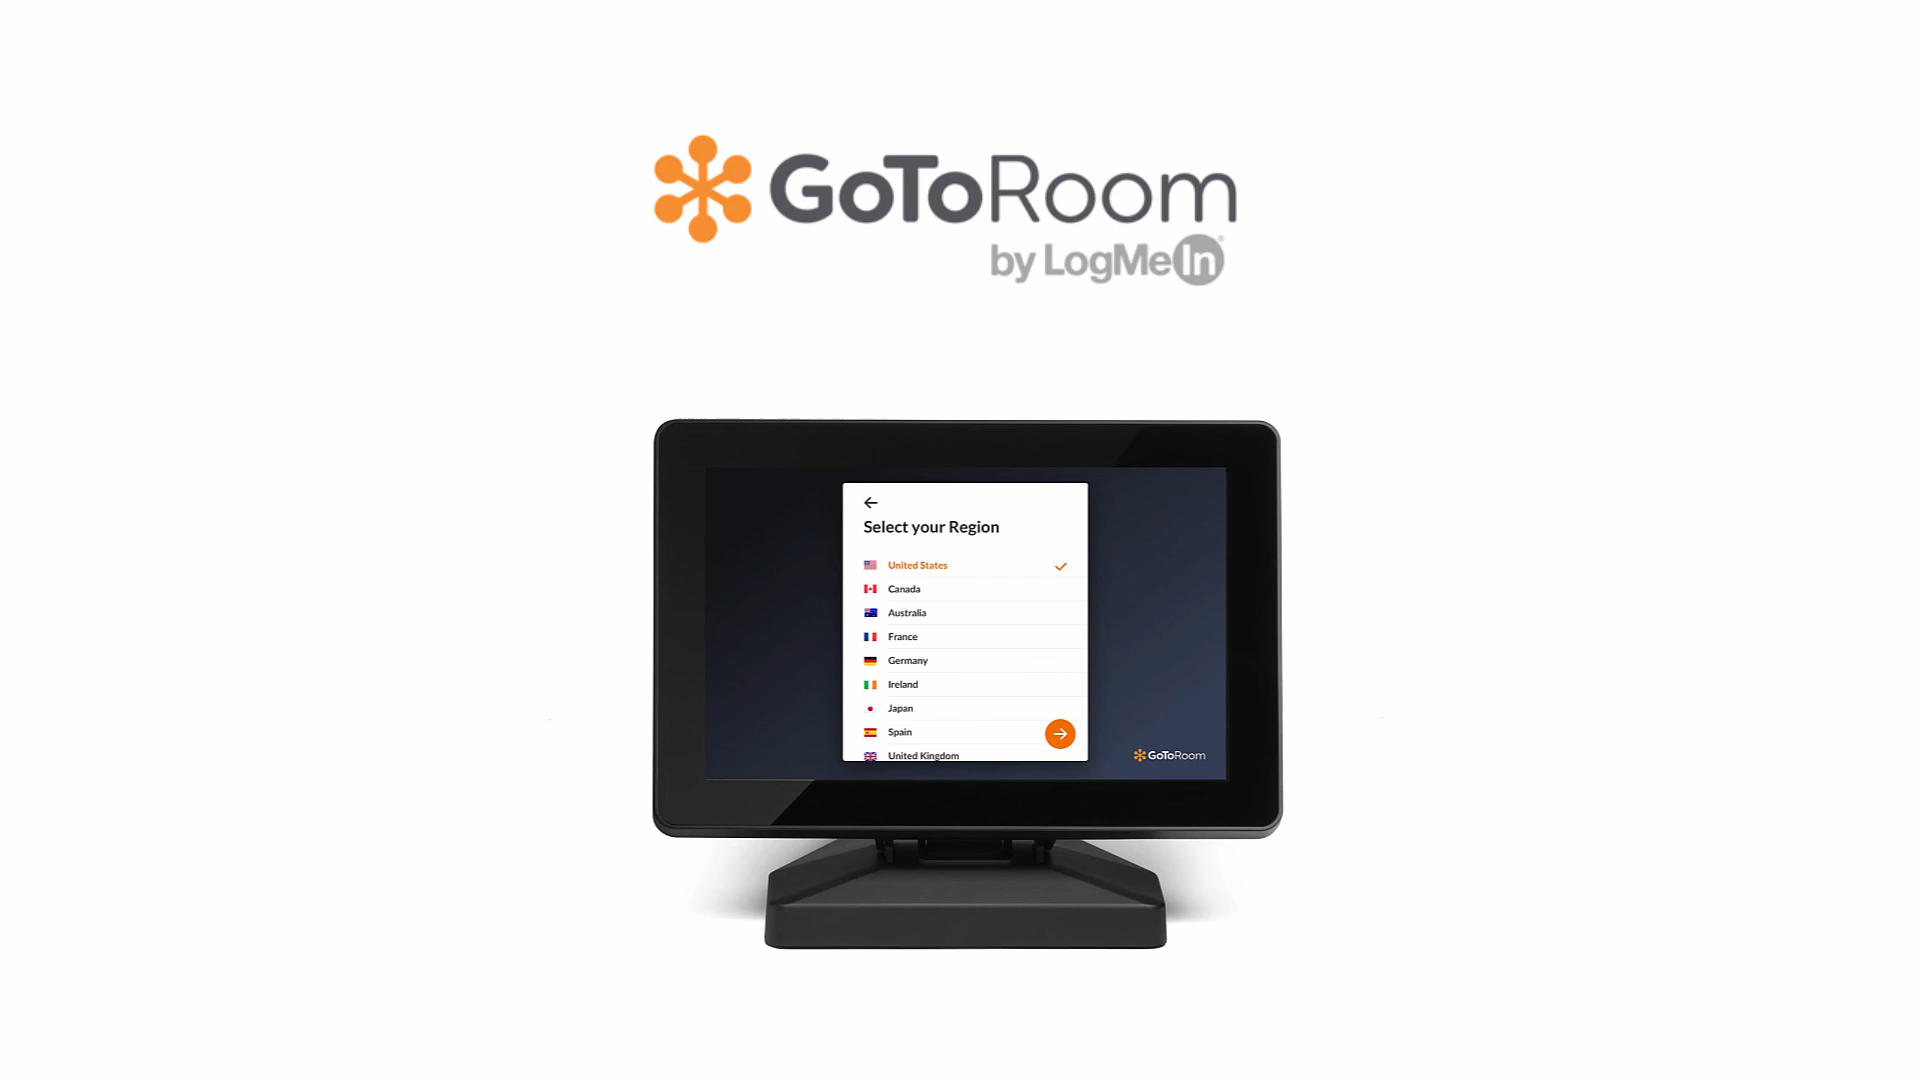 GoToRoom
by LogMeIn®
Select your Region
United States
Canada
Australia
France
Germany
Ireland
Japan
Spain
United Kingdom
GoToRoom